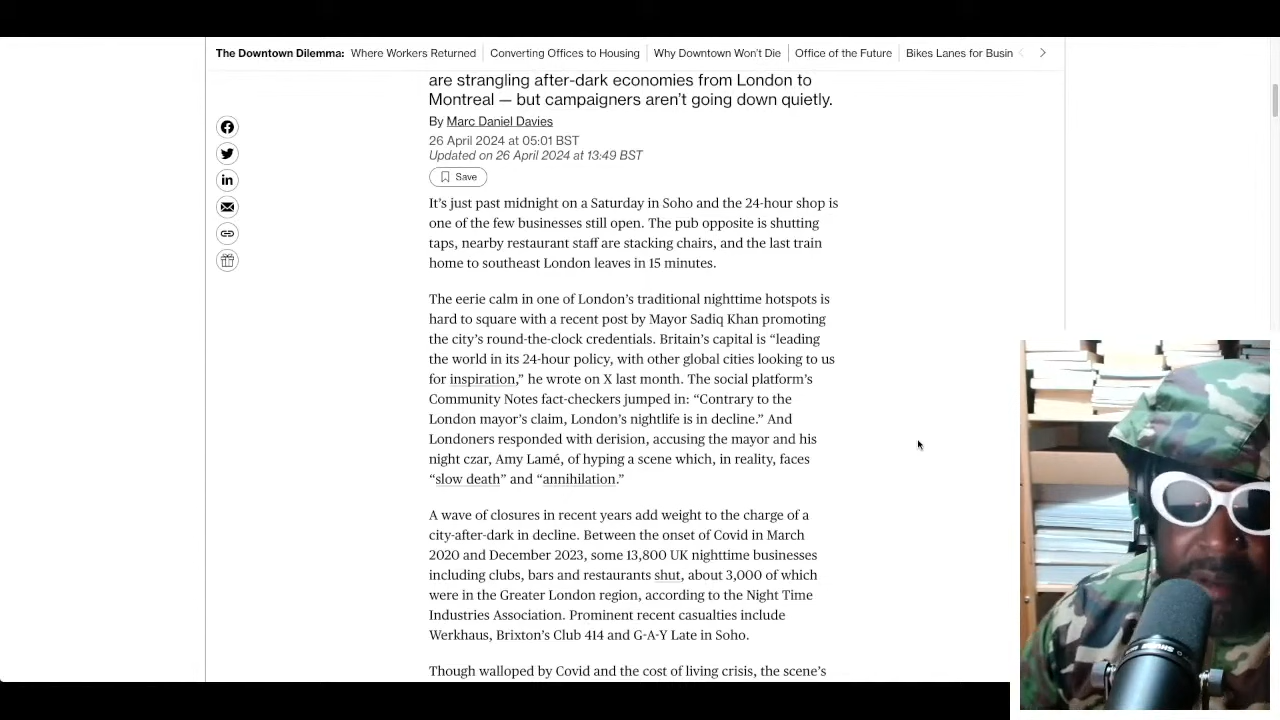 The Downtown Dilemma: Where Workers Returned Converting Offices to Housing Why Downtown Won't Die Office of the Future Bikes Lanes for Busin
are strangling after-dark economies from London to
Montreal — but campaigners aren't going down quietly.
By Marc Daniel Davies
26 April 2024 at 05:01 BST
Updated on 26 April 2024 at 13:49 BST
Save
It's just past midnight on a Saturday in Soho and the 24-hour shop is
one of the few businesses still open. The pub opposite is shutting
taps, nearby restaurant staff are stacking chairs, and the last train
home to southeast London leaves in 15 minutes.
The eerie calm in one of London's traditional nighttime hotspots is
hard to square with a recent post by Mayor Sadiq Khan promoting
the city's round-the-clock credentials. Britain's capital is “leading
the world in its 24-hour policy, with other global cities looking to us
for inspiration,” he wrote on X last month. The social platform's
Community Notes fact-checkers jumped in: “Contrary to the
London mayor's claim, London's nightlife is in decline.” And
Londoners responded with derision, accusing the mayor and his
night czar, Amy Lamé, of hyping a scene which, in reality, faces
“slow death” and “annihilation.”
A wave of closures in recent years add weight to the charge of a
city-after-dark in decline. Between the onset of Covid in March
2020 and December 2023, some 13,800 UK nighttime businesses
including clubs, bars and restaurants shut, about 3,000 of which
were in the Greater London region, according to the Night Time
Industries Association. Prominent recent casualties include
Werkhaus, Brixton's Club 414 and G-A-Y Late in Soho.
Though walloped by Covid and the cost of living crisis, the scene's